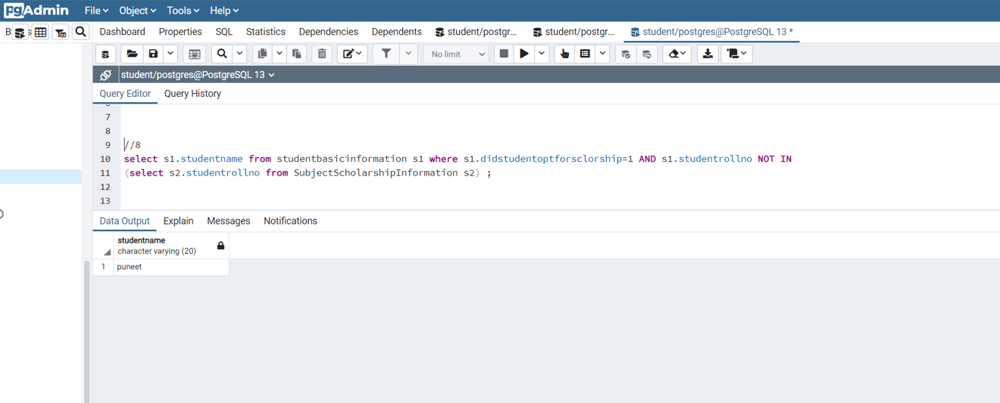 pgAdmin File Object Tools Help
Dashboard Properties SQL Statistics Dependencies Dependents student/postgr... student/postgr... student/postgres@PostgreSQL 13 *
No limit
student/postgres@PostgreSQL 13
Query Editor Query History
7
8
9 //8
10 select s1.studentname from studentbasicinformation s1 where s1.didstudentoptforsclorship=1 AND s1.studentrollno NOT IN
11 (select s2.studentrollno from SubjectScholarshipInformation s2) ;
12
13
Data Output Explain Messages Notifications
studentname
character varying (20)
1 puneet